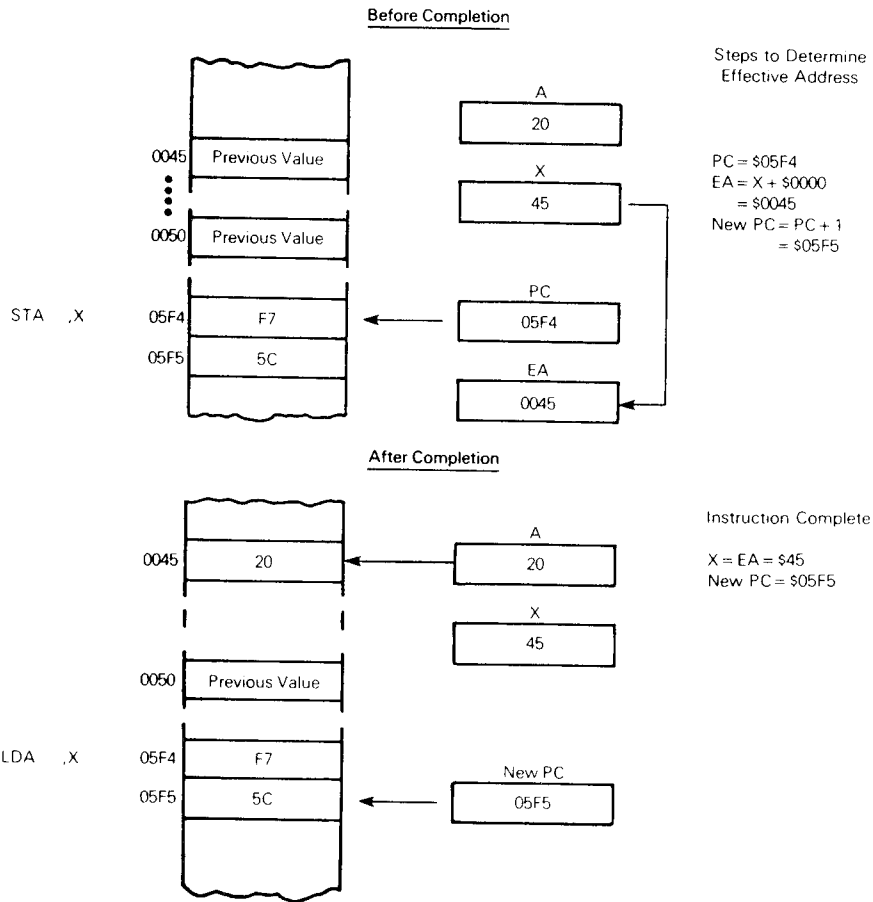 Before Completion
Steps to Determine
Effective Address
A
20
0045 Previous Value
X
45
PC = $05F4
EA = X + $0000
= $0045
New PC = PC + 1
= $05F5
0050 Previous Value
PC
STA ,X 05F4 F7 05F4
05F5 5C
EA
0045
After Completion
Instruction Complete
A
0045 20 20
X = EA = $45
New PC = $05F5
X
45
0050 Previous Value
LDA ,X 05F4 F7
New PC
05F5 5C 05F5